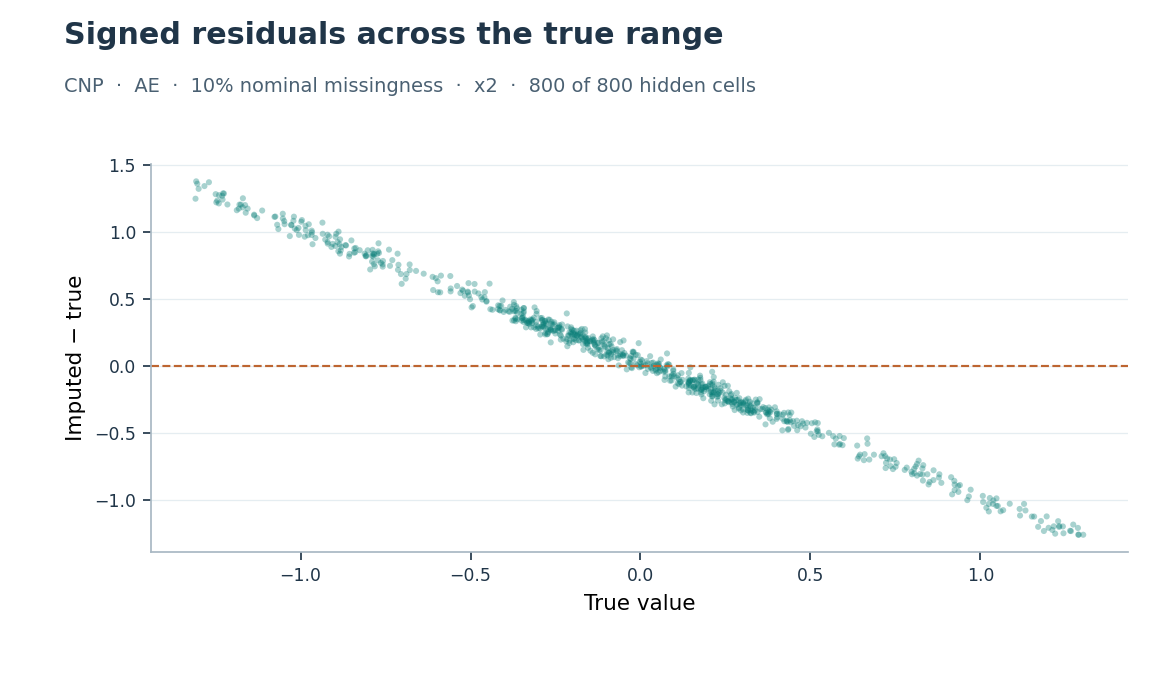 Signed residuals across the true range
CNP · AE · 10% nominal missingness · x2 · 800 of 800 hidden cells
Imputed − true
1.5
1.0
0.5
0.0
−0.5
−1.0
−1.0
−0.5
0.0
0.5
1.0
True value